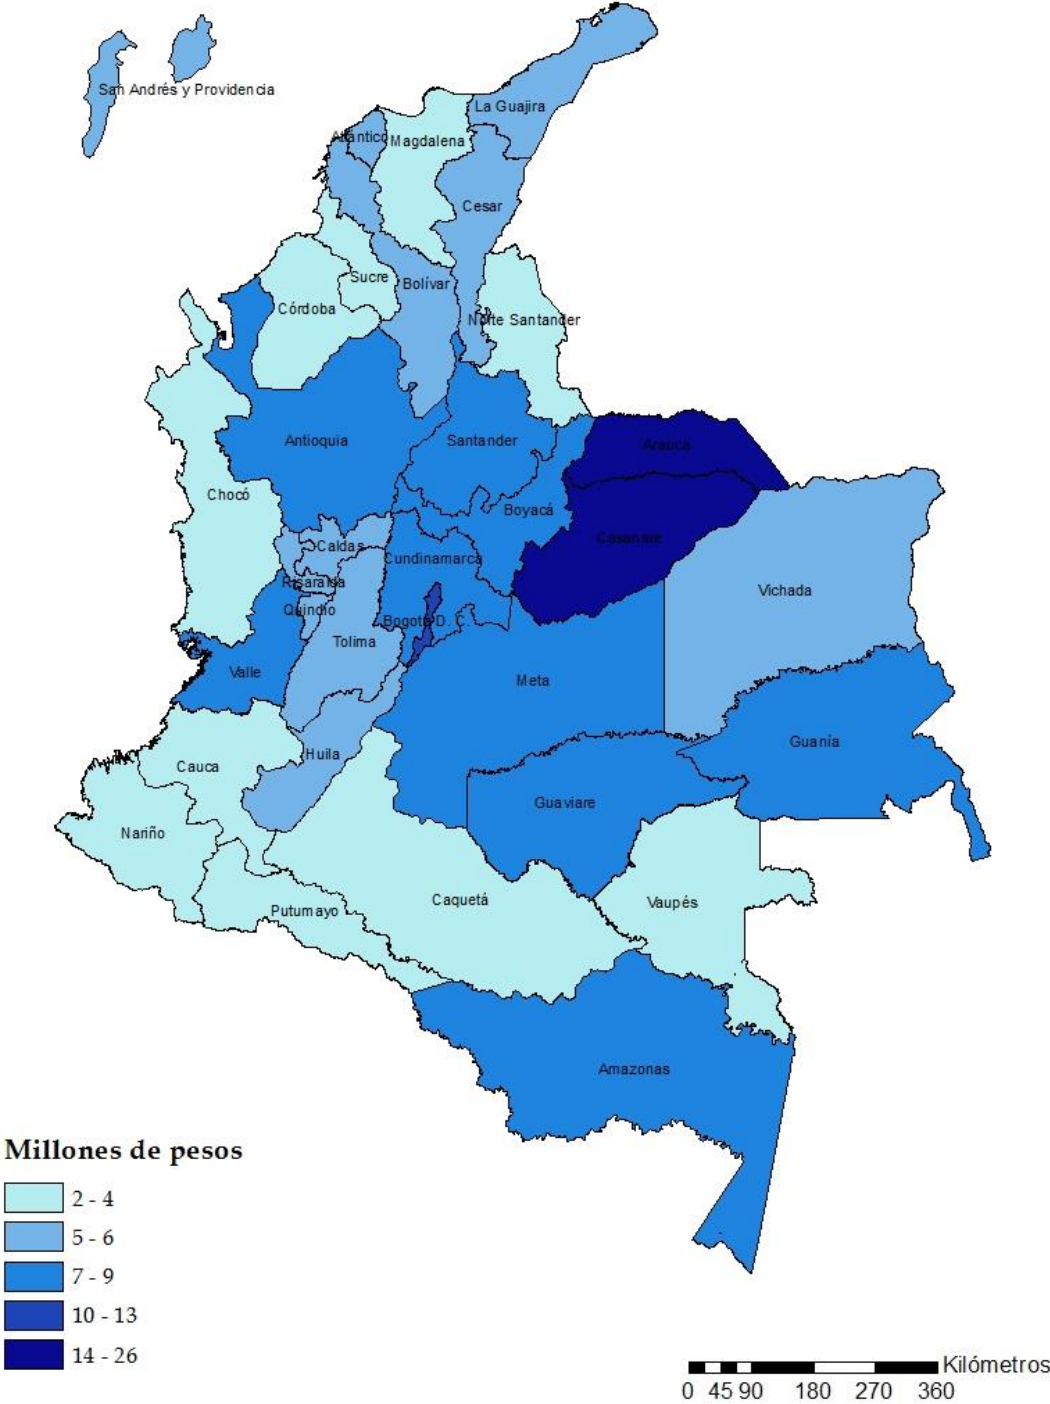 San Andrés y Providencia
La Guajira
Atlántico
Magdalena
Cesar
Sucre
Bolívar
Córdoba
Norte Santander
Antioquia
Santander
Arauca
Chocó
Boyacá
Casanare
Caldas
Cundinamarca
Risaralda
Vichada
Quindío
Bogotá D. C.
Tolima
Valle
Meta
Guanía
Huila
Cauca
Guaviare
Nariño
Caquetá
Vaupés
Putumayo
Amazonas
Millones de pesos
2 - 4
5 - 6
7 - 9
10 - 13
14 - 26
Kilómetros
0 45 90 180 270 360